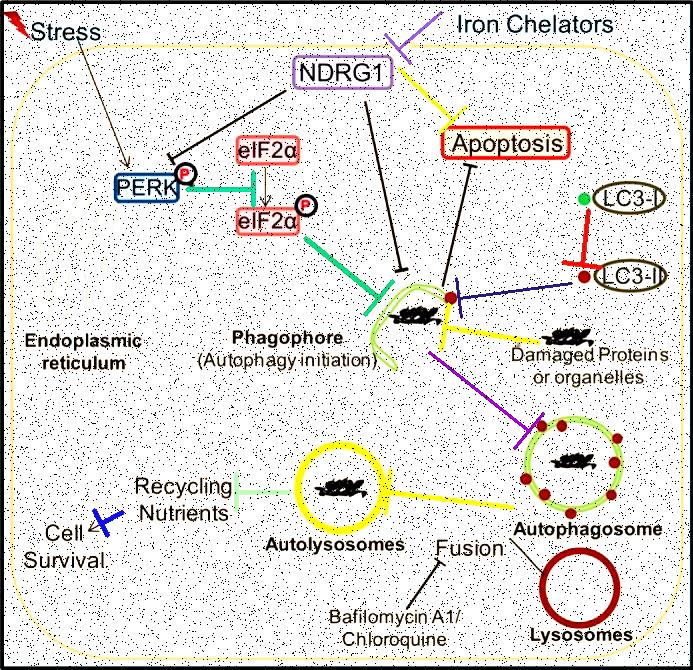 Iron Chelators
Stress
NDRG1
Apoptosis
eIF2α
P
PERK
LC3-I
P
eIF2α
LC3-II
Endoplasmic
reticulum
Phagophore
(Autophagy initiation)
Damaged Proteins
or organelles
Recycling
Nutrients
Cell
Survival
Autolysosomes
Autophagosome
Fusion
Bafilomycin A1/
Chloroquine
Lysosomes